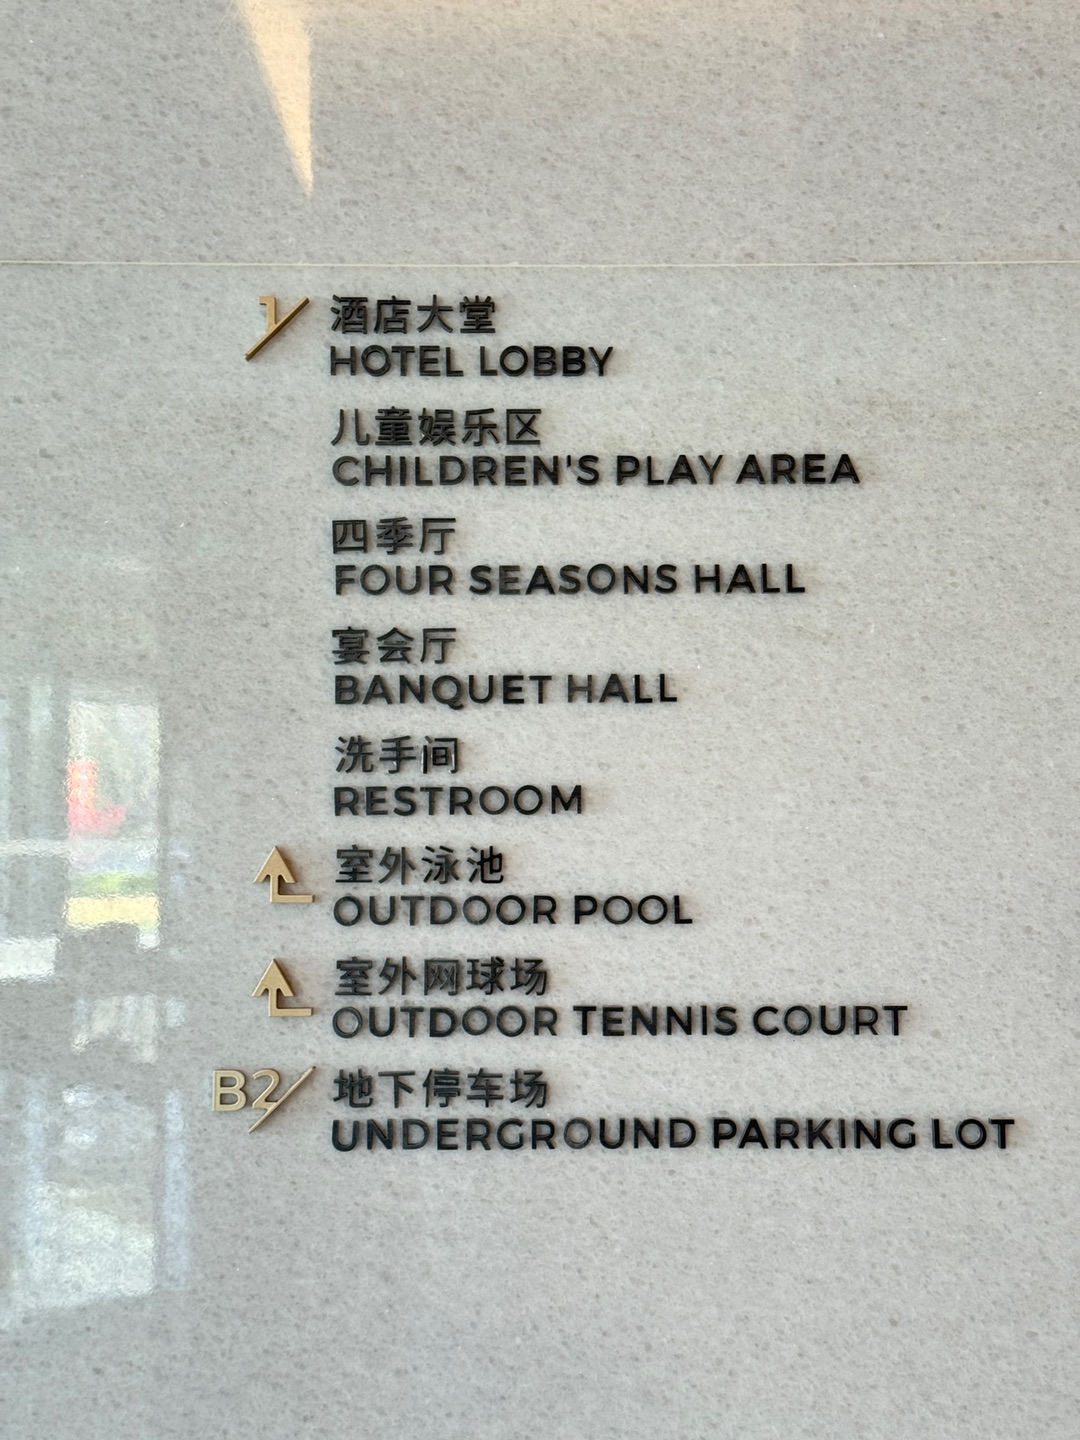 1/ 酒店大堂
HOTEL LOBBY
儿童娱乐区
CHILDREN'S PLAY AREA
四季厅
FOUR SEASONS HALL
宴会厅
BANQUET HALL
洗手间
RESTROOM
室外泳池
OUTDOOR POOL
室外网球场
OUTDOOR TENNIS COURT
B2/ 地下停车场
UNDERGROUND PARKING LOT